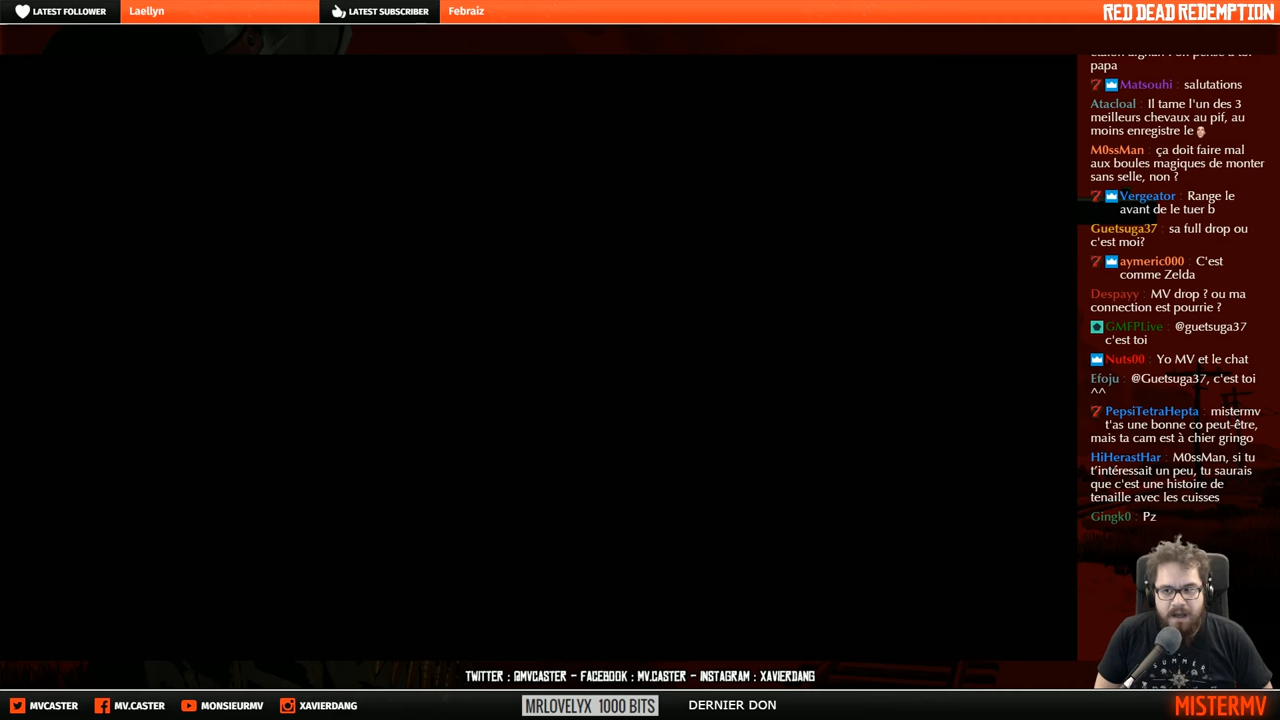 LATEST FOLLOWER Laellyn LATEST SUBSCRIBER Febraiz RED DEAD REDEMPTION
papa
Matsouhi : salutations
Atacloal : Il tame l'un des 3
meilleurs chevaux au pif, au
moins enregistre le
M0ssMan : ça doit faire mal
aux boules magiques de monter
sans selle, non ?
Vergeator : Range le
avant de le tuer b
Guetsuga37 : sa full drop ou
c'est moi?
aymeric000 : C'est
comme Zelda
Despayy : MV drop ? ou ma
connection est pourrie ?
GMFPLive : @guetsuga37
c'est toi
Nuts00 : Yo MV et le chat
Efoju : @Guetsuga37, c'est toi
^^
PepsiTetraHepta : mistermv
t'as une bonne co peut-être,
mais ta cam est à chier gringo
HiHerastHar : M0ssMan, si tu
t'intéressait un peu, tu saurais
que c'est une histoire de
tenaille avec les cuisses
Gingk0 : Pz
SUMMER
TWITTER : @MVCASTER - FACEBOOK : MV.CASTER - INSTAGRAM : XAVIERDANG
MVCASTER MV.CASTER MONSIEURMV XAVIERDANG MRLOVELYX 1000 BITS DERNIER DON MISTERMV